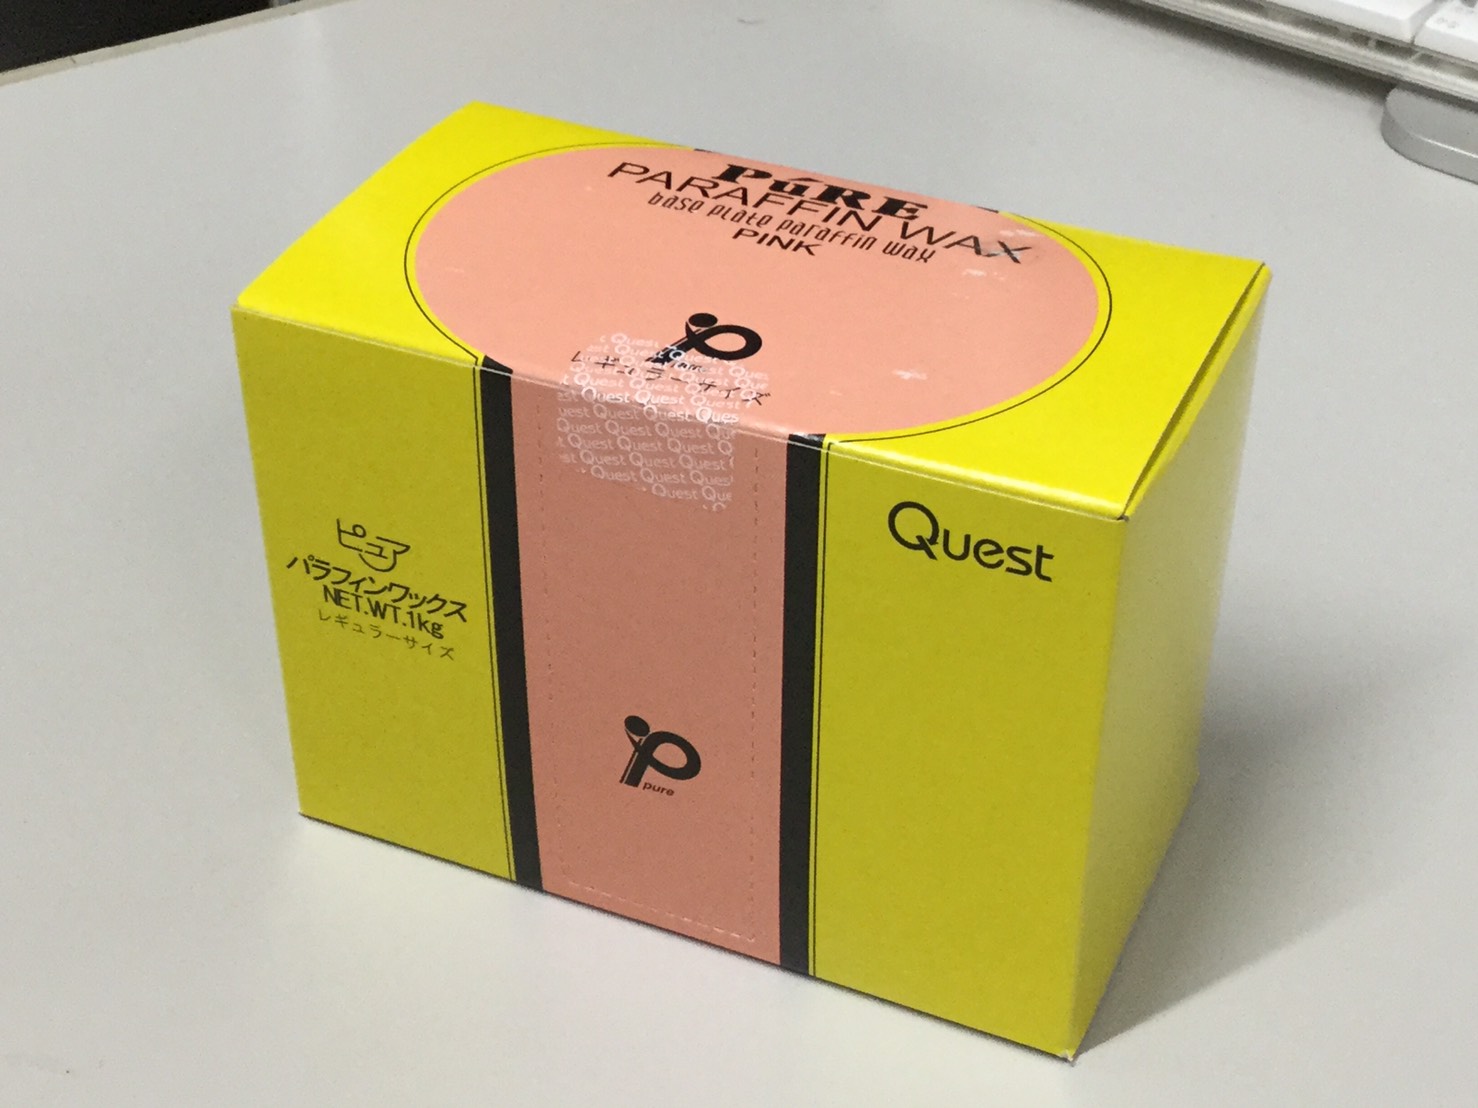 PúRE
PARAFFIN WAX
base plate paraffin wax
PINK
レギュラーサイズ
Quest Quest Quest
Quest Quest Quest
Quest Quest Quest
Quest Quest Quest
ピュア
パラフィンワックス
NET.WT.1kg
レギュラーサイズ
Quest
P
pure